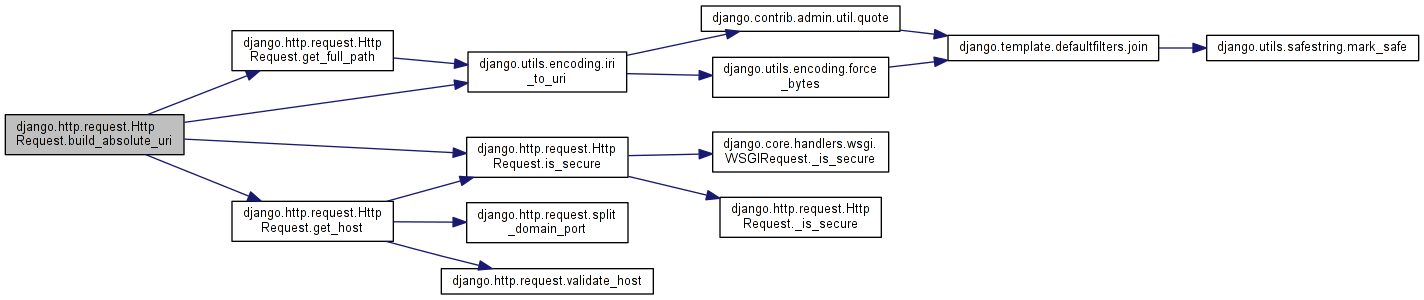 django.http.request.Http
Request.build_absolute_uri
django.http.request.Http
Request.get_full_path
django.utils.encoding.iri
_to_uri
django.contrib.admin.util.quote
django.utils.encoding.force
_bytes
django.template.defaultfilters.join
django.utils.safestring.mark_safe
django.http.request.Http
Request.is_secure
django.core.handlers.wsgi.
WSGIRequest._is_secure
django.http.request.Http
Request._is_secure
django.http.request.Http
Request.get_host
django.http.request.split
_domain_port
django.http.request.validate_host